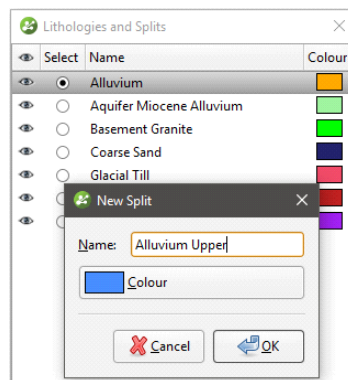 Lithologies and Splits
Select Name Colour
Alluvium
Aquifer Miocene Alluvium
Basement Granite
Coarse Sand
Glacial Till
New Split
Name: Alluvium Upper
Colour
Cancel OK